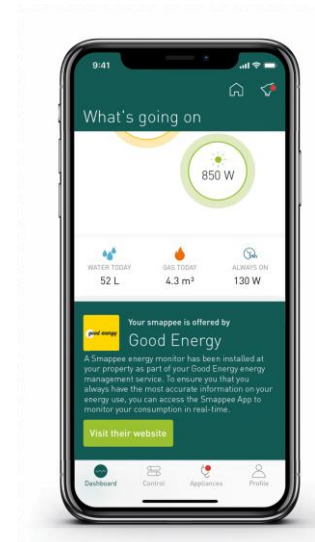 9:41
What's going on
850 W
WATER TODAY
GAS TODAY
ALWAYS ON
52 L
4.3 m³
130 W
good energy
Your smappee is offered by
Good Energy
A Smappee energy monitor has been installed at
your property as part of your Good Energy energy
management service. To ensure you that you
always have the most accurate information on your
energy use, you can access the Smappee App to
monitor your consumption in real-time.
Visit their website
Dashboard
Control
Appliances
Profile